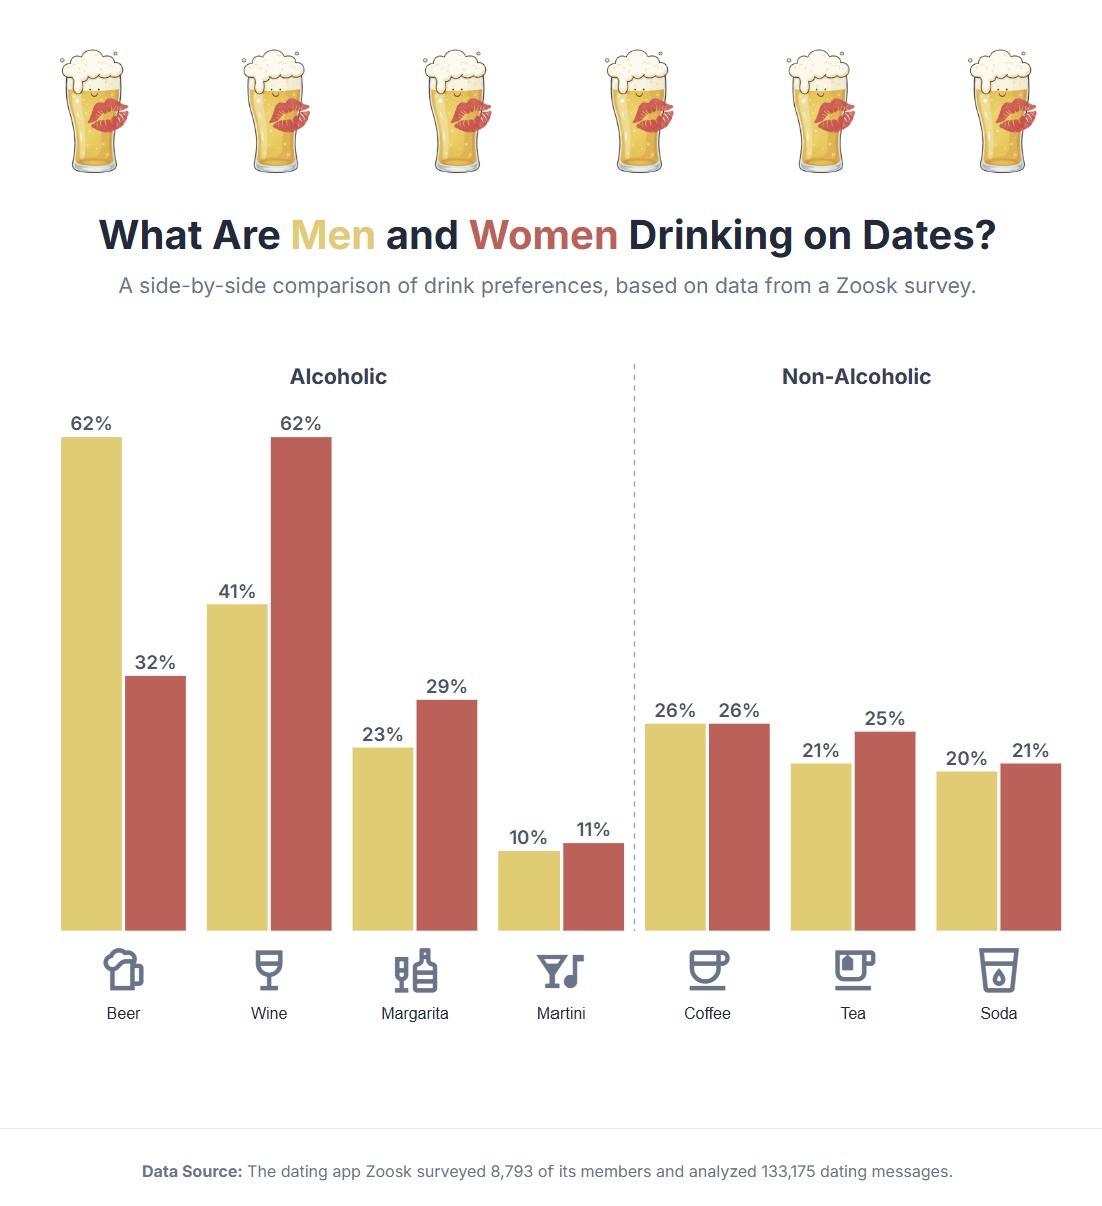 What Are Men and Women Drinking on Dates?
A side-by-side comparison of drink preferences, based on data from a Zoosk survey.
Alcoholic
Non-Alcoholic
62%
32%
41%
62%
23%
29%
10%
11%
26%
26%
21%
25%
20%
21%
Beer
Wine
Margarita
Martini
Coffee
Tea
Soda
Data Source: The dating app Zoosk surveyed 8,793 of its members and analyzed 133,175 dating messages.